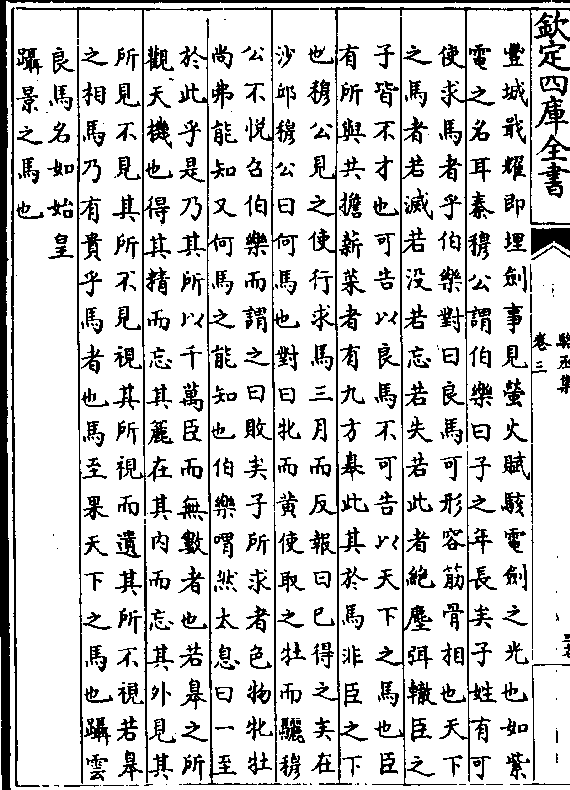 欽定四庫全書
駱丞集
卷三
豐城戢耀即埋劍事見螢火賦駭電劍之光也如紫
電之名耳秦穆公謂伯樂曰子之年長矣子姓有可
使求馬者乎伯樂對曰良馬可形容筋骨相也天下
之馬者若滅若没若忘若失若此者絶塵弭轍臣之
子皆不才也可告以良馬不可告以天下之馬也臣
有所與共擔薪菜者有九方臯此其於馬非臣之下
也穆公見之使行求馬三月而反報曰已得之矣在
沙邱穆公曰何馬也對曰牝而黄使取之牡而驪穆
公不悦召伯樂而謂之曰敗矣子所求者色物牝牡
尚弗能知又何馬之能知也伯樂喟然太息曰一至
於此乎是乃其所以千萬臣而無數者也若臯之所
觀天機也得其精而忘其麤在其内而忘其外見其
所見不見其所不見視其所視而遺其所不視若臯
之相馬乃有貴乎馬者也馬至果天下之馬也躡雲
良馬名如始皇
躡景之馬也